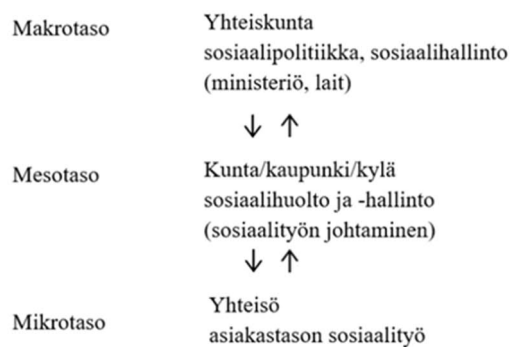 Makrotaso
Yhteiskunta
sosiaalipolitiikka, sosiaalihallinto
(ministeriö, lait)
↓ ↑
Mesotaso
Kunta/kaupunki/kylä
sosiaalihuolto ja -hallinto
(sosiaalityön johtaminen)
↓ ↑
Mikrotaso
Yhteisö
asiakastason sosiaalityö